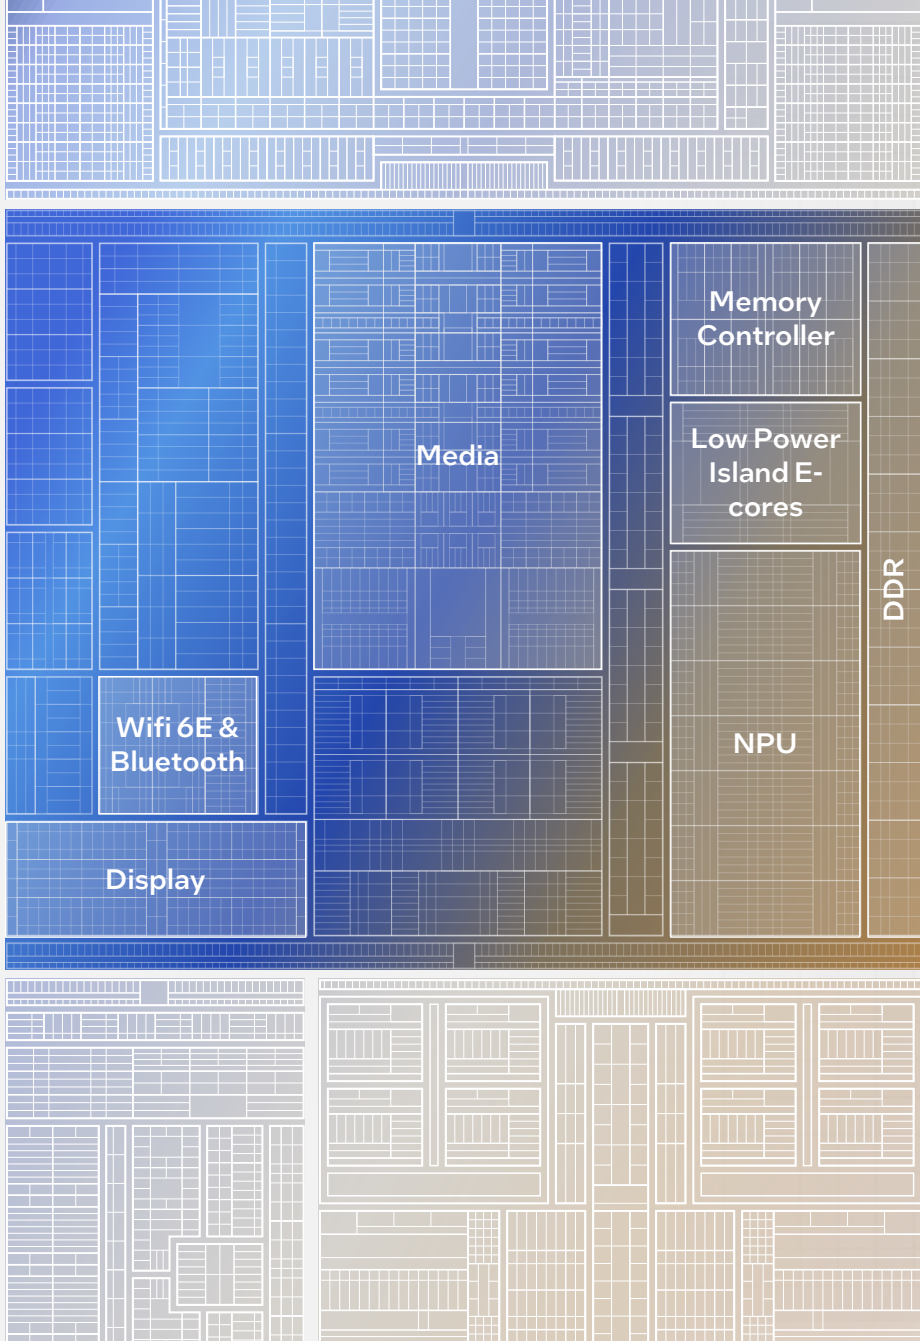 Memory
Controller
Media
Low Power
Island E-
cores
DDR
Wifi 6E &
Bluetooth
NPU
Display